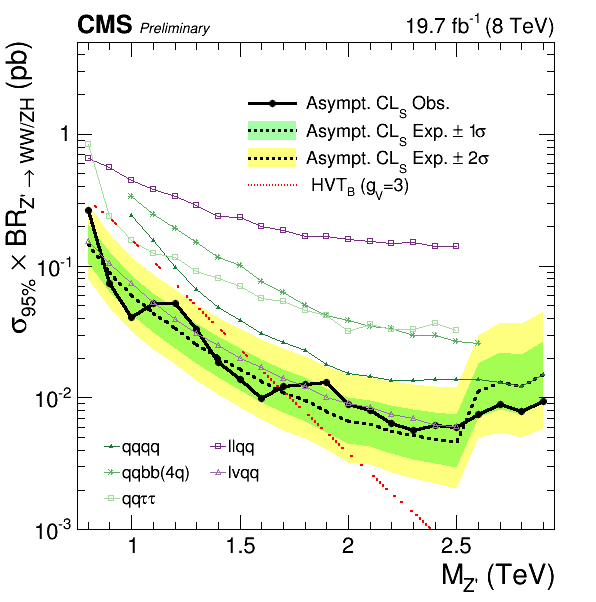 CMS Preliminary 19.7 fb⁻¹ (8 TeV)
σ95% × BR Z' → WW/ZH (pb)
Asympt. CLS Obs.
Asympt. CLS Exp. ± 1σ
Asympt. CLS Exp. ± 2σ
HVTB (gV=3)
1
10⁻¹
10⁻²
10⁻³
qqqq llqq
qqbb(4q) lνqq
qqττ
1 1.5 2 2.5
MZ' (TeV)